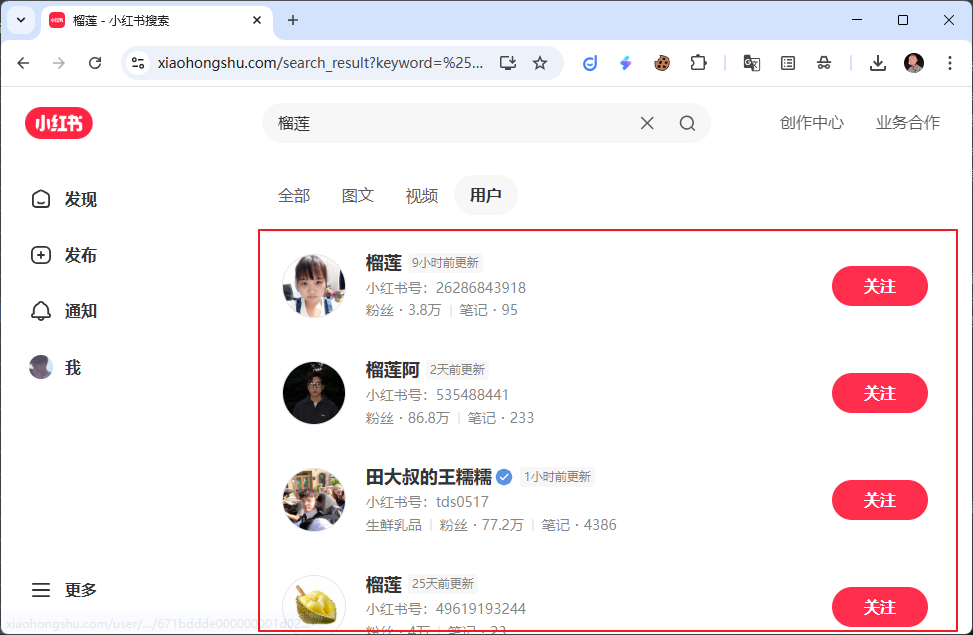 小红书 榴莲 - 小红书搜索
xiaohongshu.com/search_result?keyword=%25...
小红书
榴莲
创作中心 业务合作
全部 图文 视频 用户
发现
发布
通知
我
更多
榴莲 9小时前更新
小红书号：26286843918
粉丝・3.8万 | 笔记・95
关注
榴莲阿 2天前更新
小红书号：535488441
粉丝・86.8万 | 笔记・233
关注
田大叔的王糯糯 1小时前更新
小红书号：tds0517
生鲜乳品 | 粉丝・77.2万 | 笔记・4386
关注
榴莲 25天前更新
小红书号：49619193244
粉丝・4万 | 笔记・23
关注
xiaohongshu.com/user/.../671bddde000000001d02...